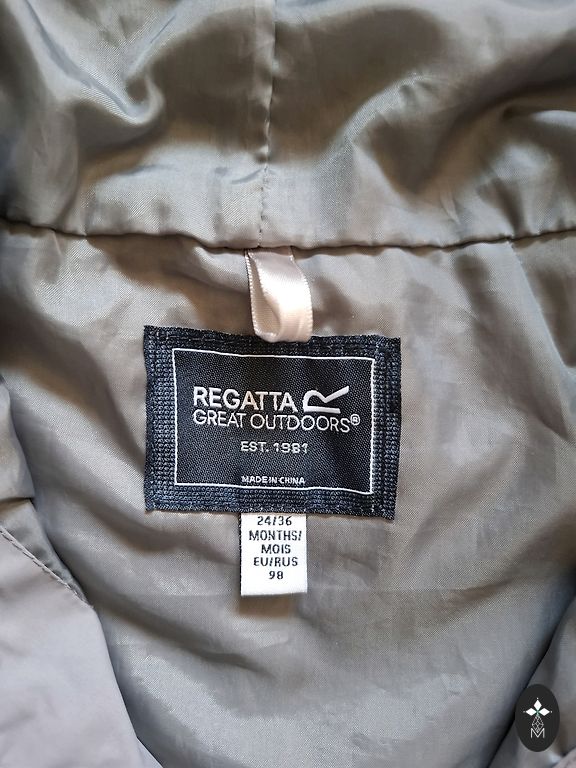 REGATTA
GREAT OUTDOORS®
EST. 1981
MADE IN CHINA
24/36
MONTHS/
MOIS
EU/RUS
98
M